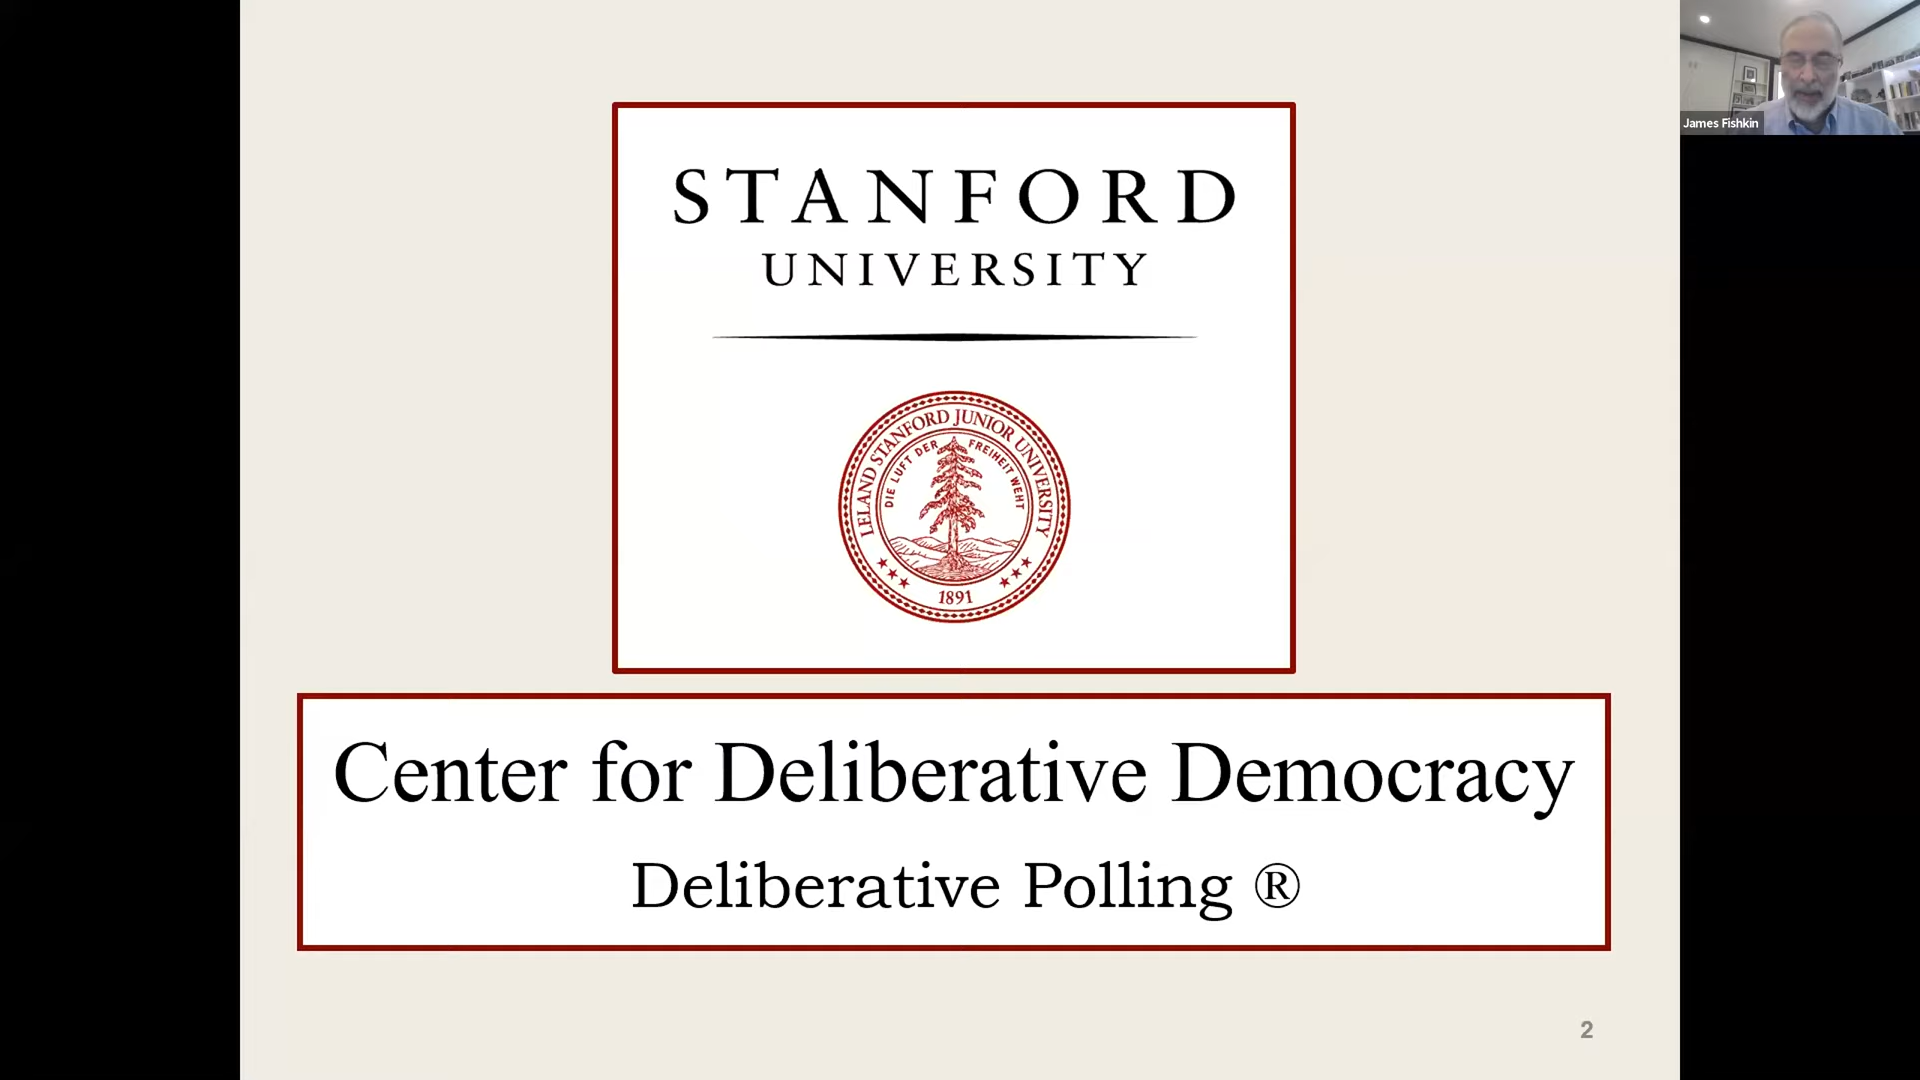 STANFORD
UNIVERSITY
LELAND STANFORD JUNIOR UNIVERSITY
DIE LUFT DER FREIHEIT WEHT
1891
Center for Deliberative Democracy
Deliberative Polling ®
2
James Fishkin